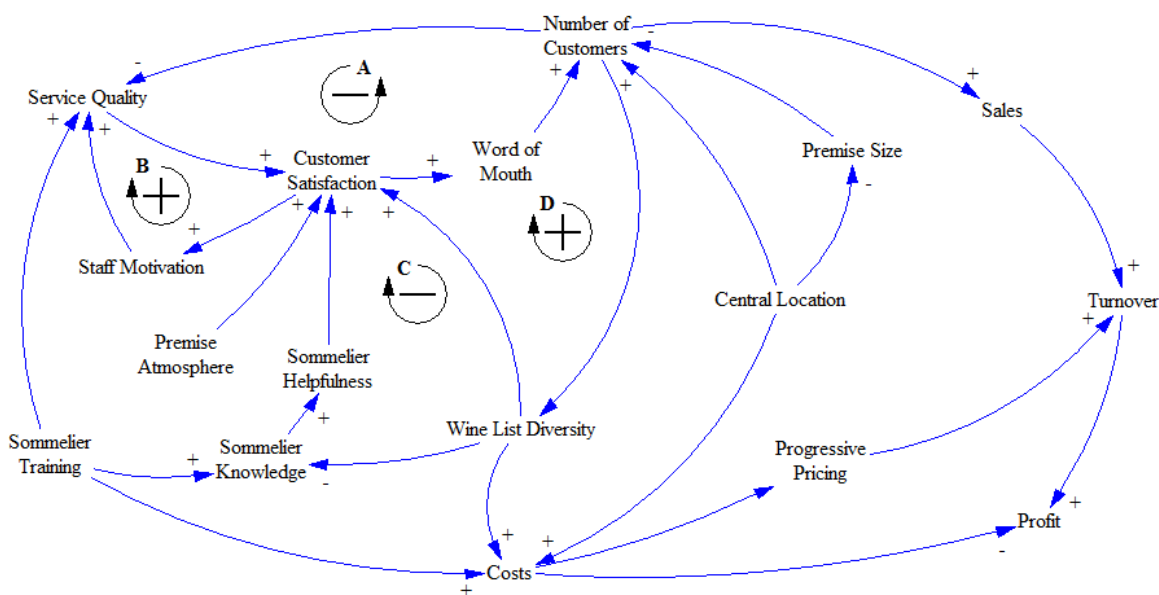 Number of
Customers
-
+
+
-
+
A
Service Quality
+
+
Sales
+
Customer
Satisfaction
+
Word of
Mouth
Premise Size
-
B
+
+
+
+
D
Staff Motivation
C
+
Central Location
Turnover
+
Premise
Atmosphere
Sommelier
Helpfulness
+
Sommelier
Training
+
Sommelier
Knowledge
-
Wine List Diversity
Progressive
Pricing
+
Profit
-
+
+
Costs
+